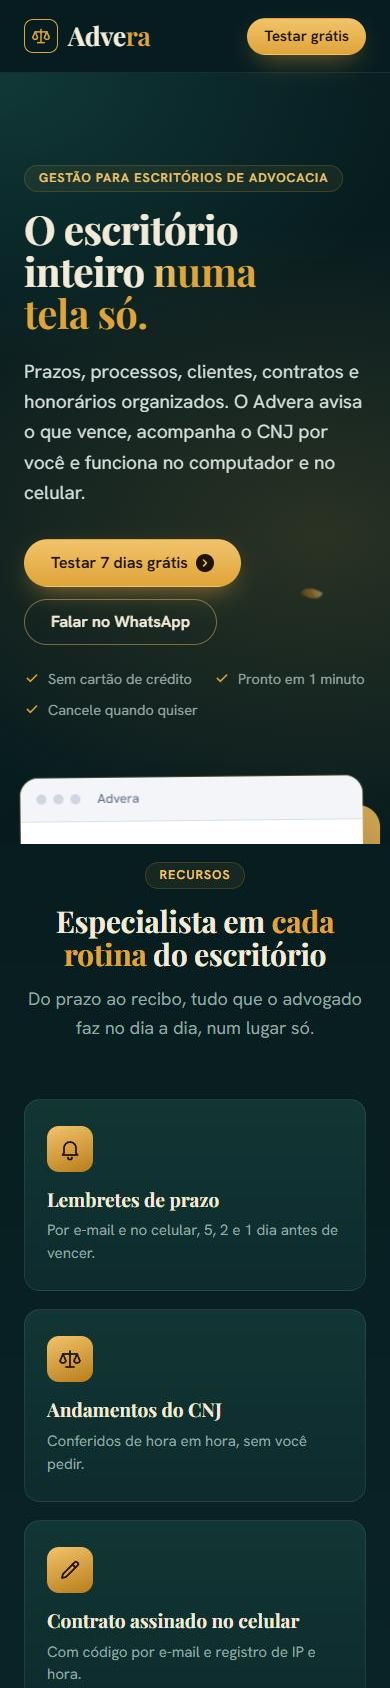 Advera
Testar grátis
GESTÃO PARA ESCRITÓRIOS DE ADVOCACIA
O escritório
inteiro numa
tela só.
Prazos, processos, clientes, contratos e
honorários organizados. O Advera avisa
o que vence, acompanha o CNJ por
você e funciona no computador e no
celular.
Testar 7 dias grátis
Falar no WhatsApp
Sem cartão de crédito
Pronto em 1 minuto
Cancele quando quiser
Advera
RECURSOS
Especialista em cada
rotina do escritório
Do prazo ao recibo, tudo que o advogado
faz no dia a dia, num lugar só.
Lembretes de prazo
Por e-mail e no celular, 5, 2 e 1 dia antes de
vencer.
Andamentos do CNJ
Conferidos de hora em hora, sem você
pedir.
Contrato assinado no celular
Com código por e-mail e registro de IP e
hora.